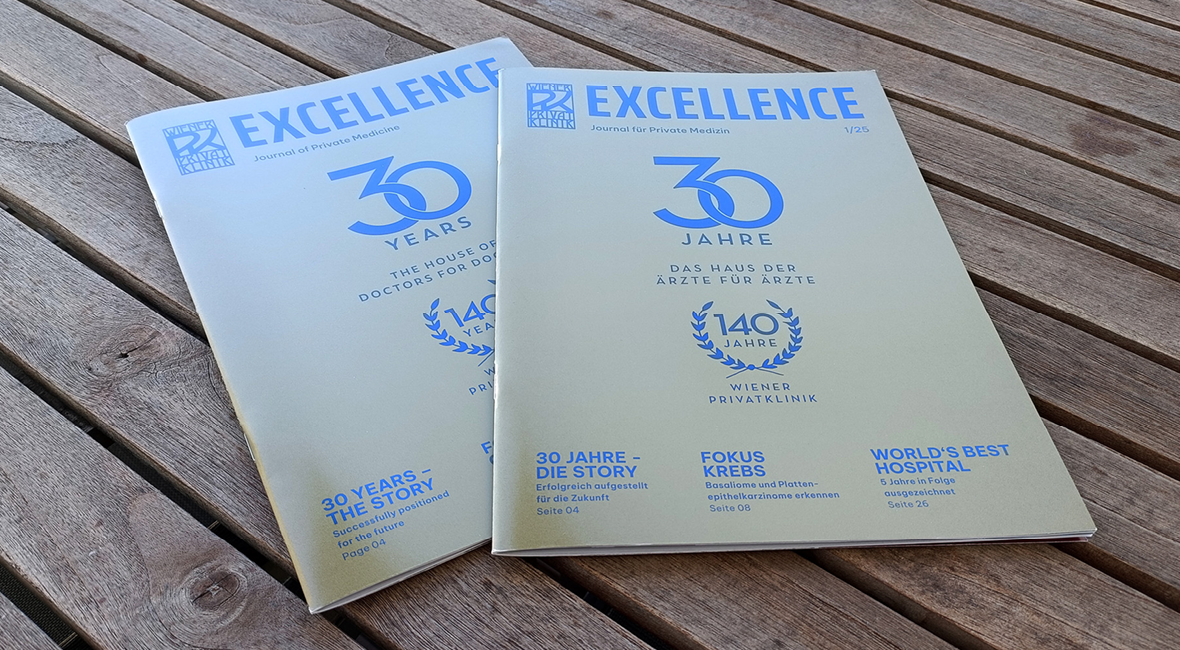 WIENER
PRIVAT
KLINIK
EXCELLENCE
Journal of Private Medicine
30
YEARS
THE HOUSE OF
DOCTORS FOR
140
30 YEARS –
THE STORY
Successfully positioned
for the future
Page 04
WIENER
PRIVAT
KLINIK
EXCELLENCE
Journal für Private Medizin
1/25
30
JAHRE
DAS HAUS DER
ÄRZTE FÜR ÄRZTE
140
JAHRE
WIENER
PRIVATKLINIK
30 JAHRE –
DIE STORY
Erfolgreich aufgestellt
für die Zukunft
Seite 04
FOKUS
KREBS
Basaliome und Platten-
epithelkarzinome erkennen
Seite 08
WORLD'S BEST
HOSPITAL
5 Jahre in Folge
ausgezeichnet
Seite 26